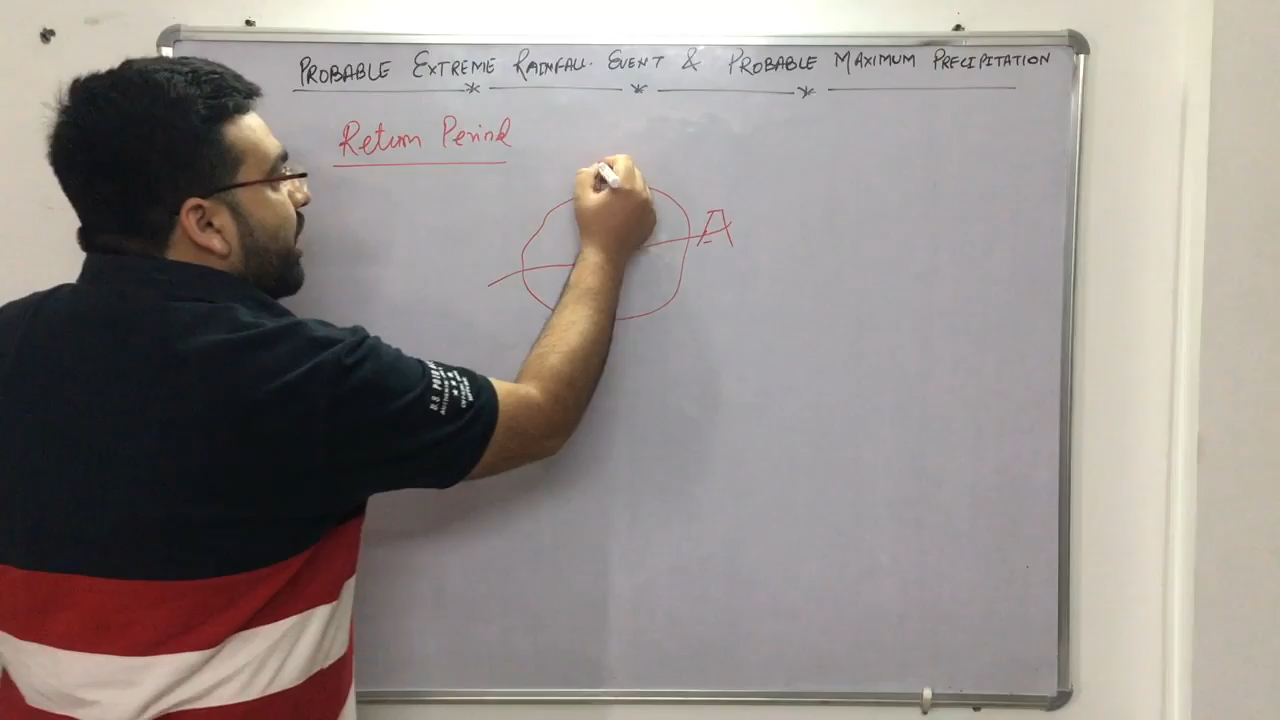 PROBABLE EXTREME RAINFALL. EVENT & PROBABLE MAXIMUM PRECIPITATION
Return Period
A